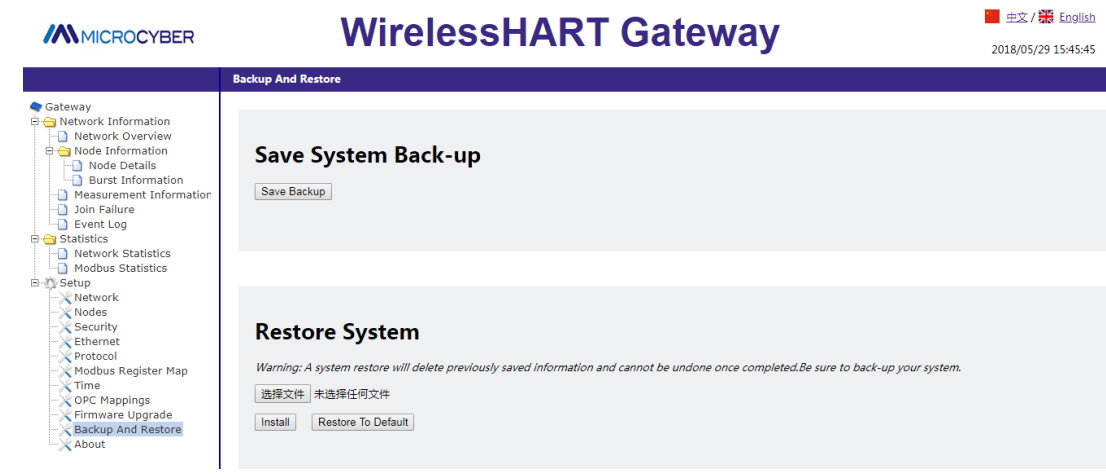 MICROCYBER
WirelessHART Gateway
中文 / English
2018/05/29 15:45:45
Backup And Restore
Gateway
Network Information
Network Overview
Node Information
Node Details
Burst Information
Measurement Information
Join Failure
Event Log
Statistics
Network Statistics
Modbus Statistics
Setup
Network
Nodes
Security
Ethernet
Protocol
Modbus Register Map
Time
OPC Mappings
Firmware Upgrade
Backup And Restore
About
Save System Back-up
Save Backup
Restore System
Warning: A system restore will delete previously saved information and cannot be undone once completed.Be sure to back-up your system.
选择文件 未选择任何文件
Install Restore To Default